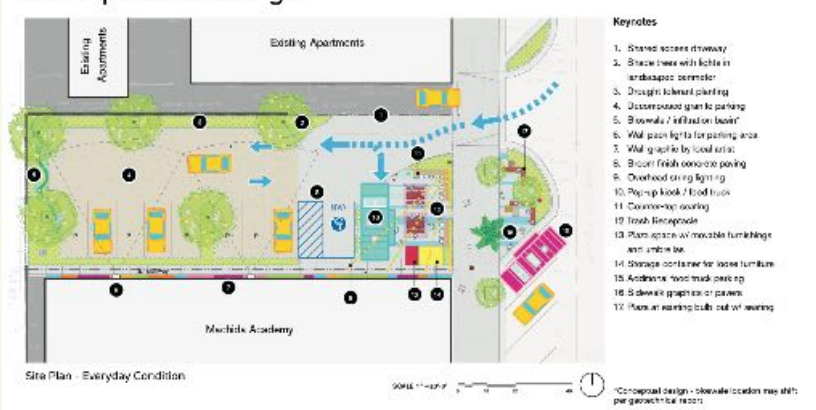 Existing Apartments
Existing Apartments
Machida Academy
Site Plan - Everyday Condition
Keynotes
1. Shared access driveway
2. Shade trees with lights in
landscaped perimeter
3. Drought tolerant planting
4. Decomposed granite parking
5. Bioswale / infiltration basin*
6. Wall pack lights for parking area
7. Wall graphic by local artist
8. Broom finish concrete paving
9. Overhead string lighting
10. Pop-up kiosk / food truck
11. Counter-top seating
12. Trash Receptacle
13. Plaza space w/ movable furnishings
and umbrellas
14. Storage container for loose furniture
15. Additional food truck parking
16. Sidewalk graphics or pavers
17. Plaza at existing bulb out w/ seating
*Conceptual design - bioswale location may shift
per geotechnical report